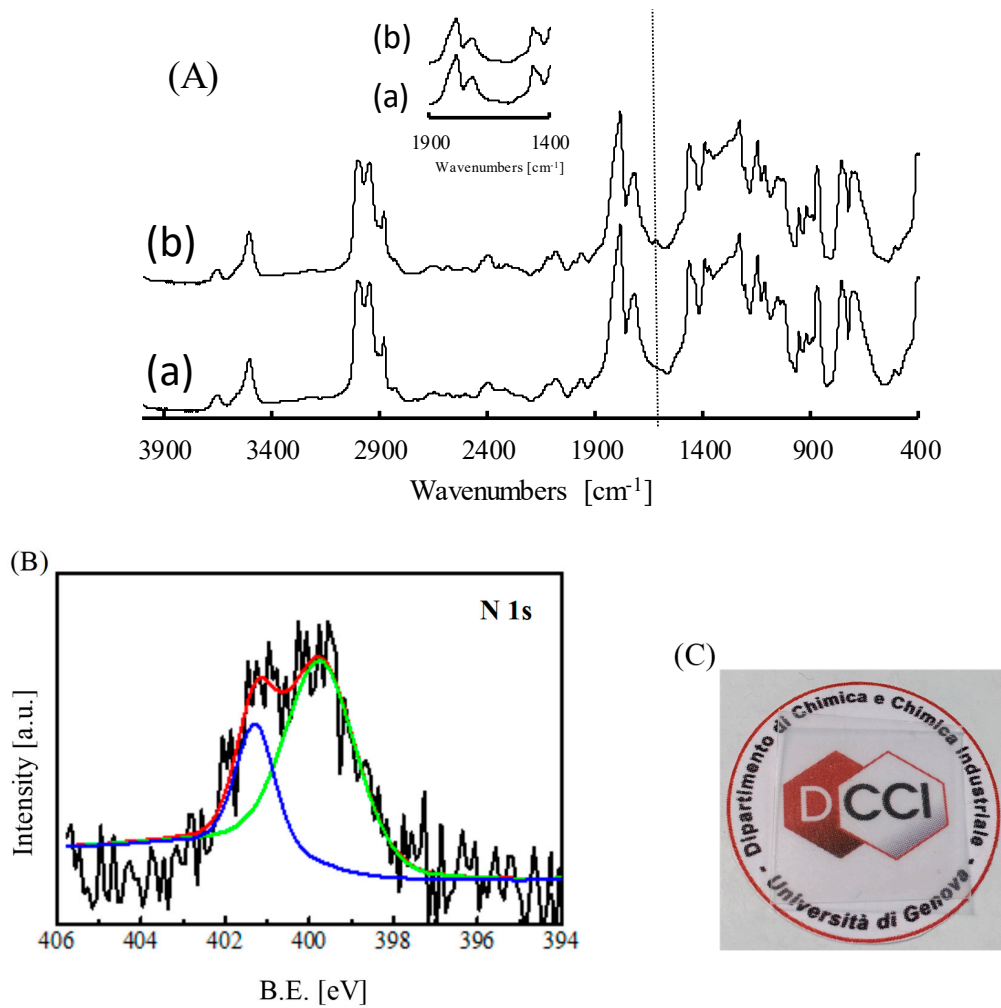 (A)
(b)
(a)
1900
1400
Wavenumbers [cm-1]
(b)
(a)
3900 3400 2900 2400 1900 1400 900 400
Wavenumbers [cm-1]
(B)
N 1s
Intensity [a.u.]
406 404 402 400 398 396 394
B.E. [eV]
(C)
Dipartimento di Chimica e Chimica Industriale
DCCI
- Università di Genova -